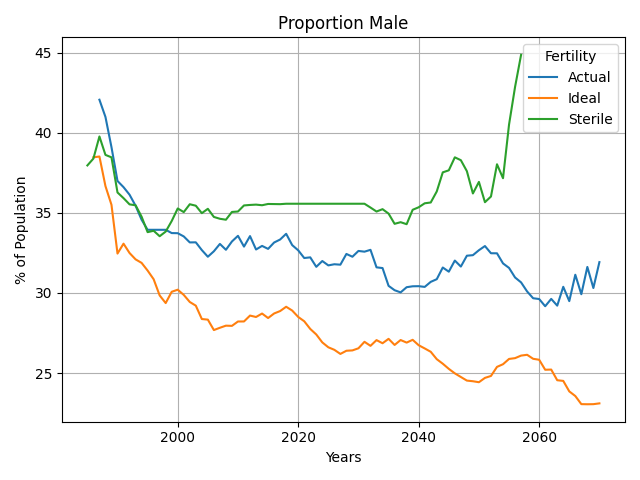 Proportion Male
% of Population
45
40
35
30
25
Fertility
Actual
Ideal
Sterile
2000
2020
2040
2060
Years